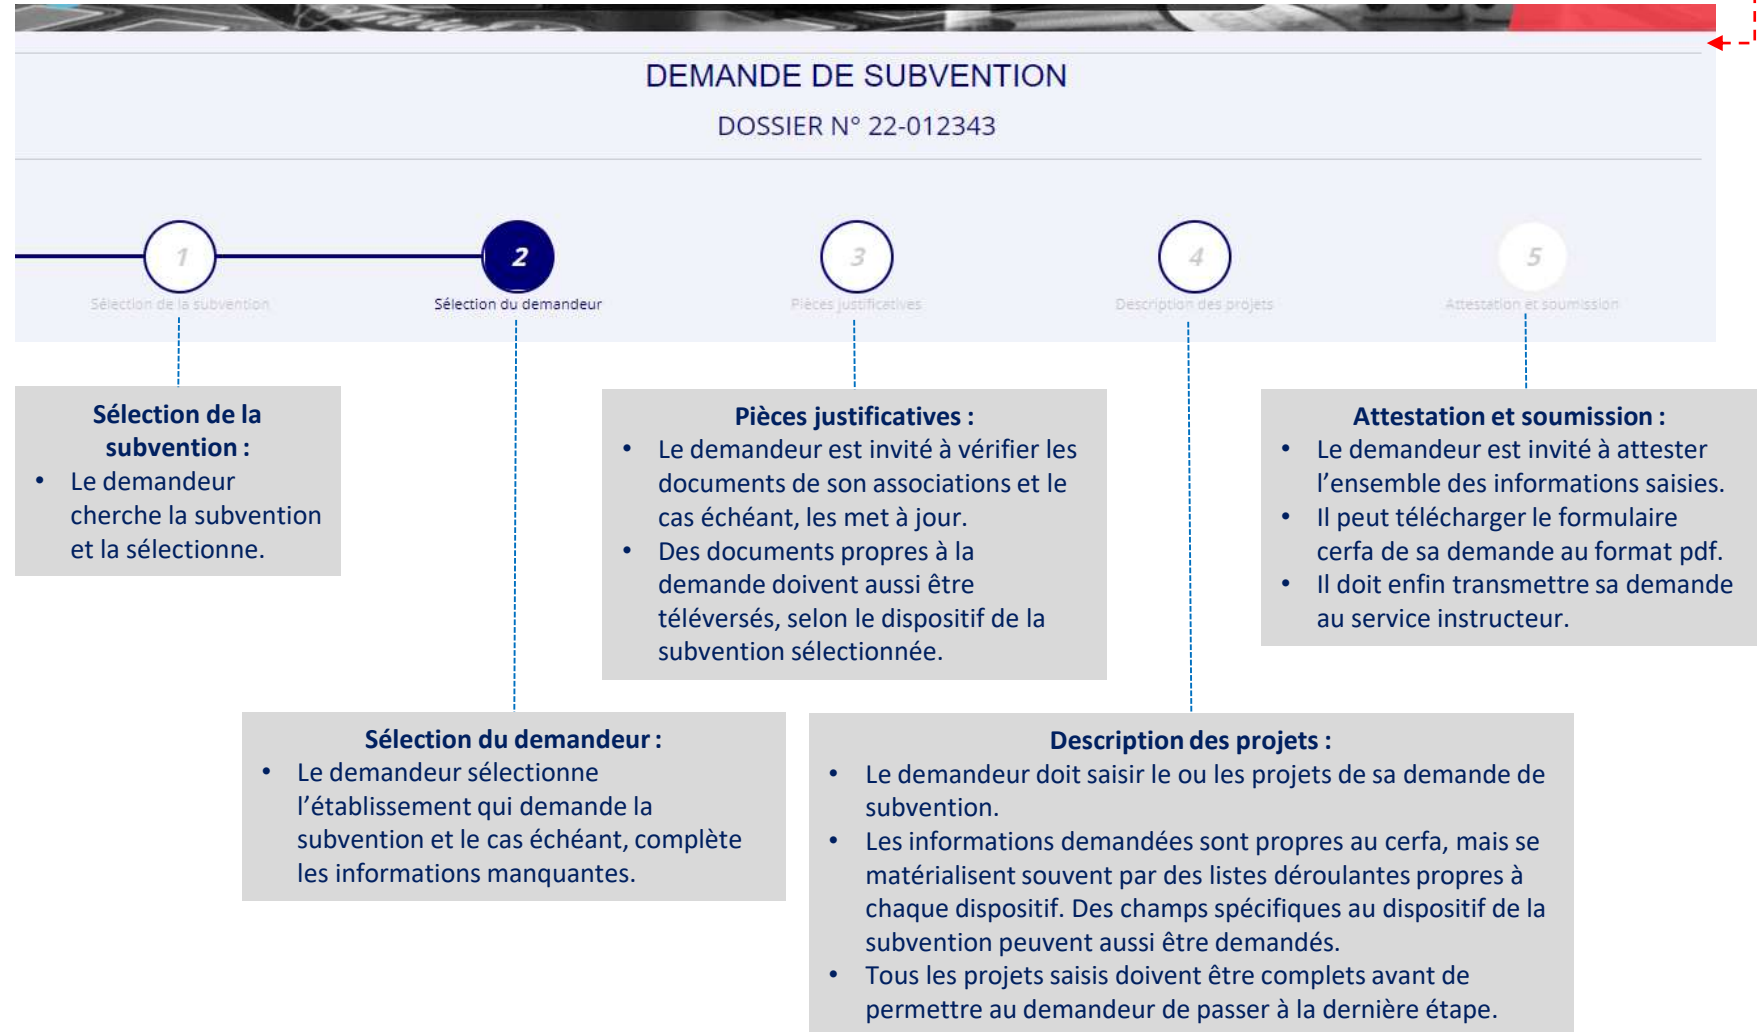 DEMANDE DE SUBVENTION
DOSSIER N° 22-012343
1
2
3
4
5
Sélection de la subvention
Sélection du demandeur
Pièces justificatives
Description des projets
Attestation et soumission
Sélection de la
subvention :
• Le demandeur
cherche la subvention
et la sélectionne.
Pièces justificatives :
• Le demandeur est invité à vérifier les
documents de son associations et le
cas échéant, les met à jour.
• Des documents propres à la
demande doivent aussi être
téléversés, selon le dispositif de la
subvention sélectionnée.
Attestation et soumission :
• Le demandeur est invité à attester
l’ensemble des informations saisies.
• Il peut télécharger le formulaire
cerfa de sa demande au format pdf.
• Il doit enfin transmettre sa demande
au service instructeur.
Sélection du demandeur :
• Le demandeur sélectionne
l’établissement qui demande la
subvention et le cas échéant, complète
les informations manquantes.
Description des projets :
• Le demandeur doit saisir le ou les projets de sa demande de
subvention.
• Les informations demandées sont propres au cerfa, mais se
matérialisent souvent par des listes déroulantes propres à
chaque dispositif. Des champs spécifiques au dispositif de la
subvention peuvent aussi être demandés.
• Tous les projets saisis doivent être complets avant de
permettre au demandeur de passer à la dernière étape.